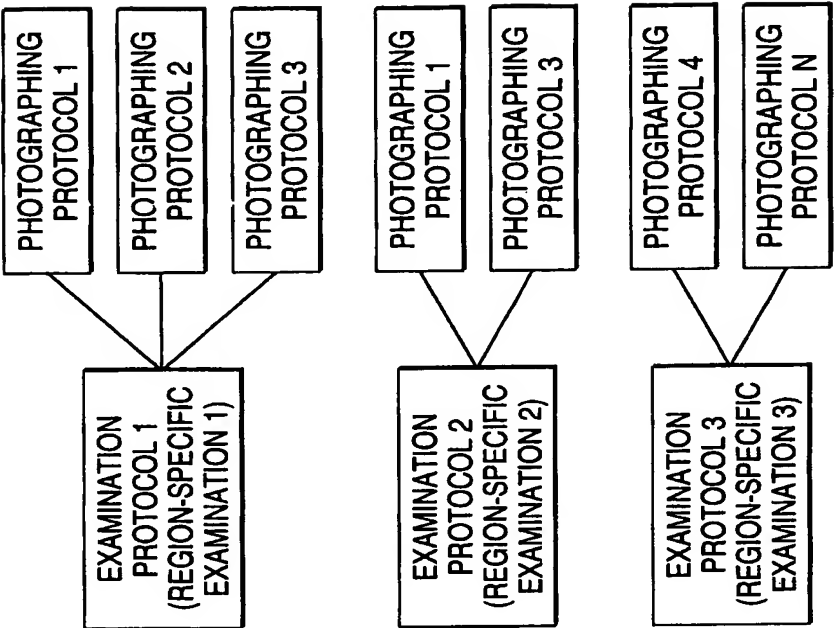 EXAMINATION
PROTOCOL 1
(REGION-SPECIFIC
EXAMINATION 1)
PHOTOGRAPHING
PROTOCOL 1
PHOTOGRAPHING
PROTOCOL 2
PHOTOGRAPHING
PROTOCOL 3
EXAMINATION
PROTOCOL 2
(REGION-SPECIFIC
EXAMINATION 2)
PHOTOGRAPHING
PROTOCOL 1
PHOTOGRAPHING
PROTOCOL 3
EXAMINATION
PROTOCOL 3
(REGION-SPECIFIC
EXAMINATION 3)
PHOTOGRAPHING
PROTOCOL 4
PHOTOGRAPHING
PROTOCOL N